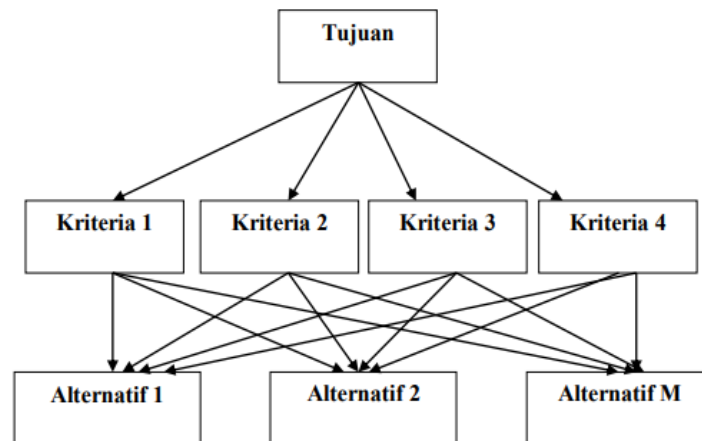 Tujuan
Kriteria 1
Kriteria 2
Kriteria 3
Kriteria 4
Alternatif 1
Alternatif 2
Alternatif M